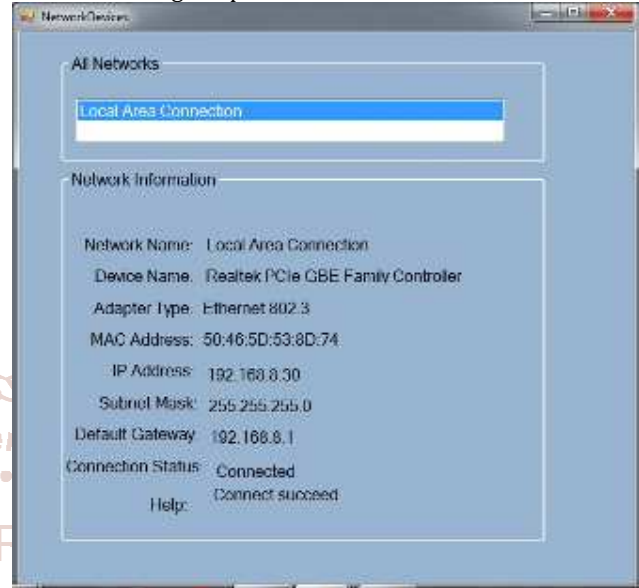 NetworkDevices
All Networks
Local Area Connection
Network Information
Network Name: Local Area Connection
Device Name: Realtek PCIe GBE Family Controller
Adapter Type: Ethernet 802.3
MAC Address: 50:46:5D:53:8D:74
IP Address: 192.168.8.30
Subnet Mask: 255.255.255.0
Default Gateway: 192.168.8.1
Connection Status: Connected
Help: Connect succeed